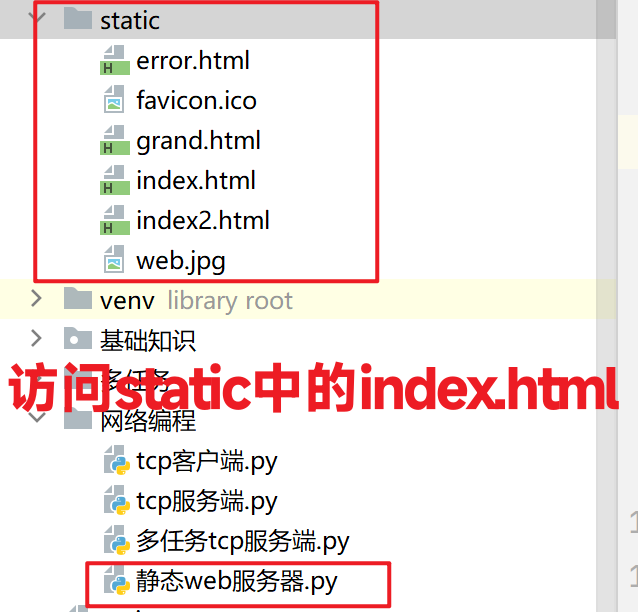 static
error.html
favicon.ico
grand.html
index.html
index2.html
web.jpg
venv library root
基础知识
多任务
访问static中的index.html
网络编程
tcp客户端.py
tcp服务端.py
多任务tcp服务端.py
静态web服务器.py